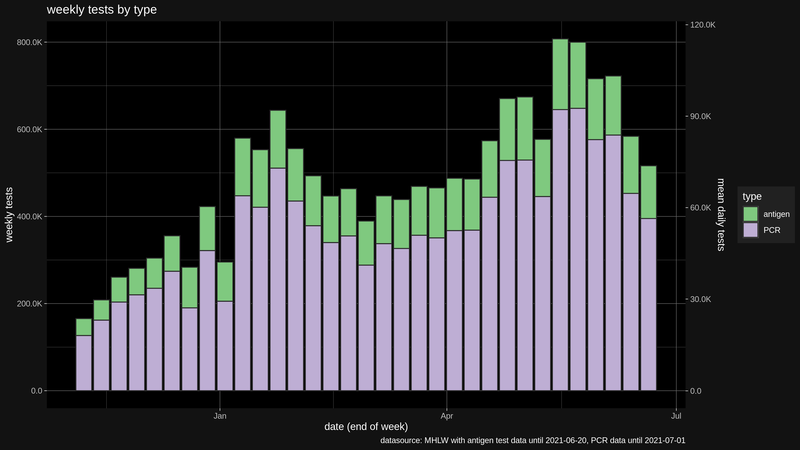 weekly tests by type
800.0K
600.0K
400.0K
200.0K
0.0
weekly tests
120.0K
90.0K
60.0K
30.0K
0.0
mean daily tests
type
antigen
PCR
Jan
Apr
Jul
date (end of week)
datasource: MHLW with antigen test data until 2021-06-20, PCR data until 2021-07-01